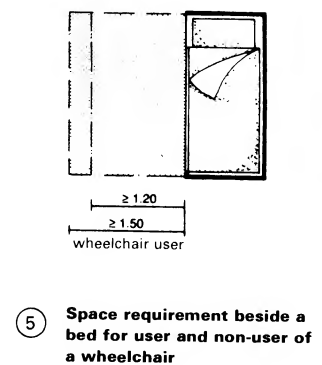 ≥ 1.20
≥ 1.50
wheelchair user
5 Space requirement beside a
bed for user and non-user of
a wheelchair